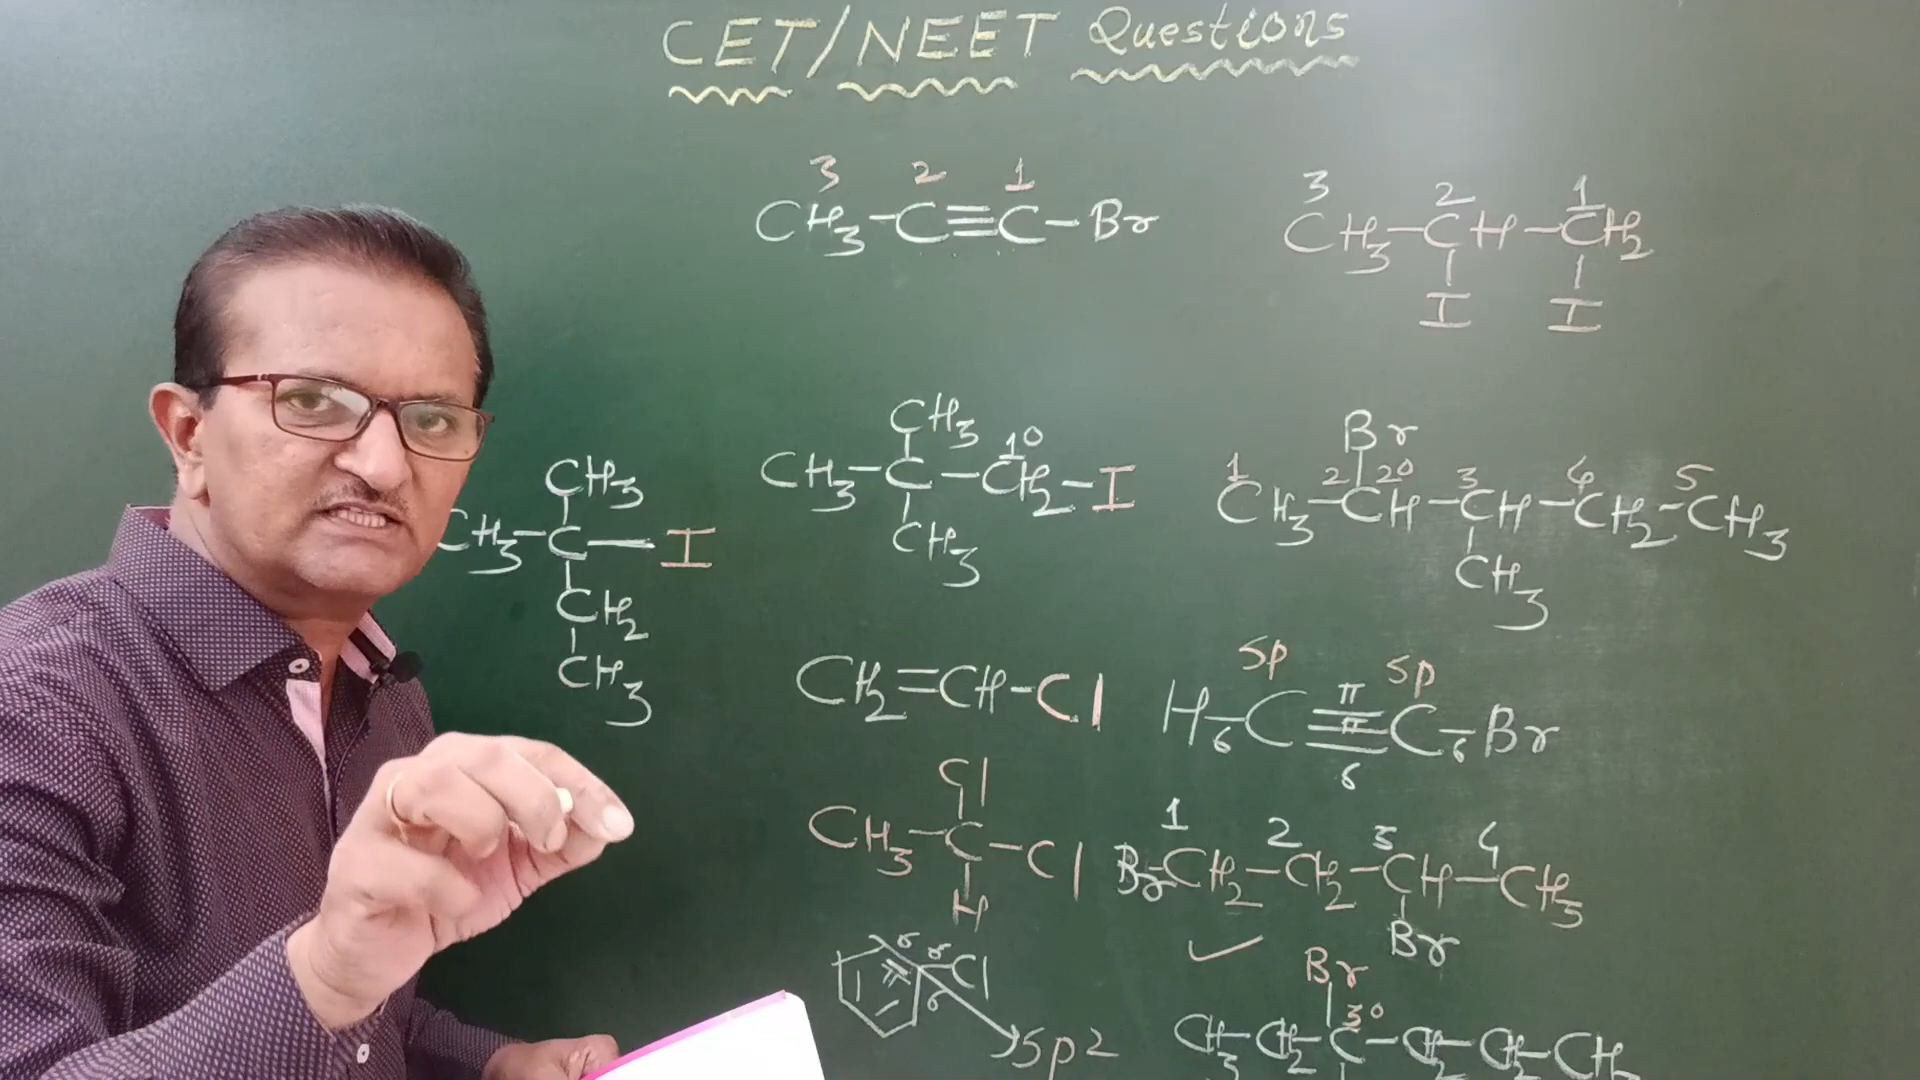 CET/NEET Questions
3 2 1
CH3-C≡C-Br
3 2 1
CH3-CH-CH2
I I
CH3
CH3-C-I
CH2
CH3
CH3
1°
CH3-C-CH2-I
CH3
Br
1 2 2° 3 4 5
CH3-CH-CH-CH2-CH3
CH3
CH2=CH-Cl
sp sp
π
π
H-C≡C-Br
6 6 6
Cl
CH3-C-Cl
H
1 2 3 4
Br-CH2-CH2-CH-CH3
Br
σ σ
π Cl
σ
Sp2
Br
3°
CH3-CH2-C-CH2-CH2-CH3